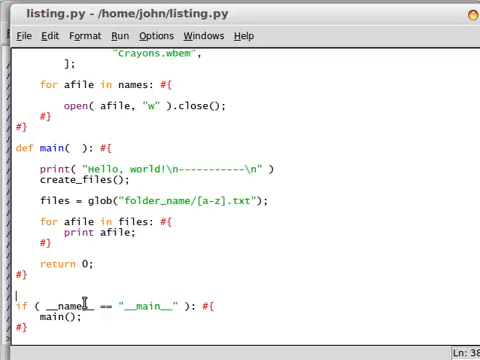 listing.py - /home/john/listing.py
File Edit Format Run Options Windows Help
"Crayons.wbem",
];
for afile in names: #{
open( afile, "w" ).close();
#}
#}
def main(  ): #{
print( "Hello, world!\n-----------\n" )
create_files();
files = glob("folder_name/[a-z].txt");
for afile in files: #{
print afile;
#}
return 0;
#}
if ( __name__ == "__main__" ): #{
main();
#}
Ln: 38